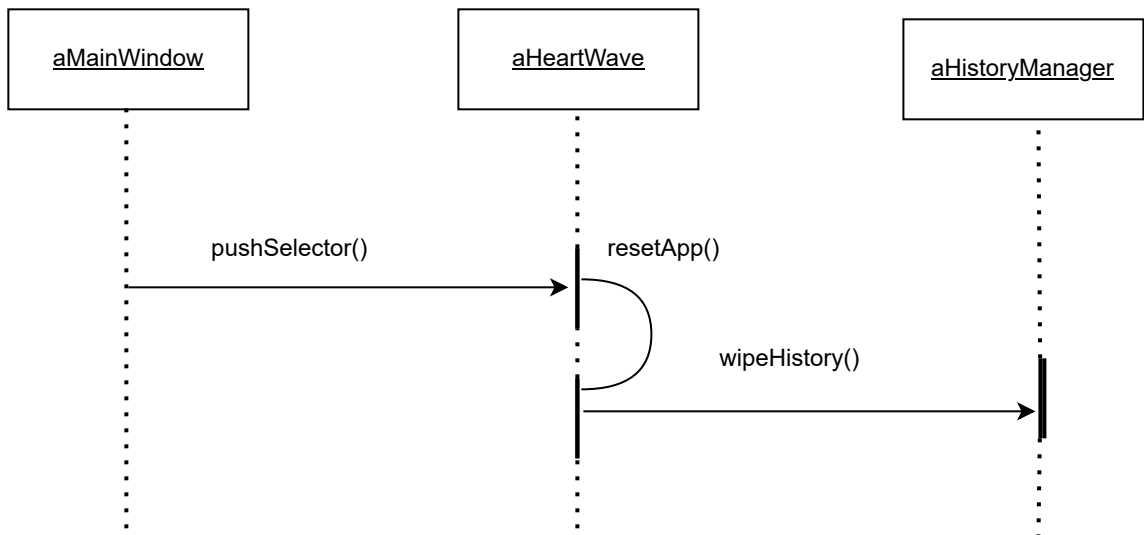 aMainWindow
aHeartWave
aHistoryManager
pushSelector()
resetApp()
wipeHistory()